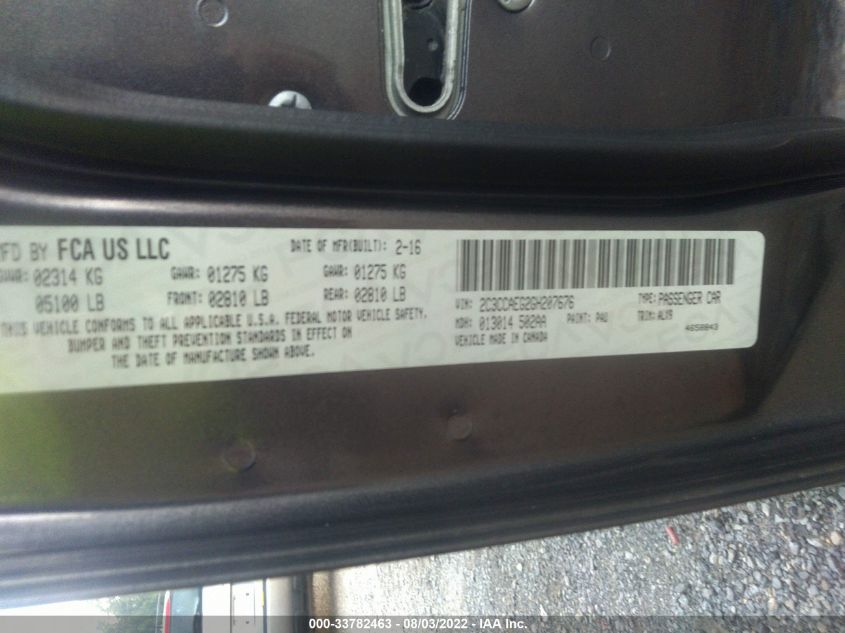 MFD BY FCA US LLC DATE OF MFR(BUILT): 2-16
GVWR: 02314 KG GAWR: 01275 KG GAWR: 01275 KG
05100 LB FRONT: 02810 LB REAR: 02810 LB
THIS VEHICLE CONFORMS TO ALL APPLICABLE U.S.A. FEDERAL MOTOR VEHICLE SAFETY,
BUMPER AND THEFT PREVENTION STANDARDS IN EFFECT ON
THE DATE OF MANUFACTURE SHOWN ABOVE.
VIN: 2C3CCAEG2GH207676 TYPE: PASSENGER CAR
MDH: 013014 502AA PAINT: PAU TRIM: ALX9
VEHICLE MADE IN CANADA 4650843
000-33782463 - 08/03/2022 - IAA Inc.